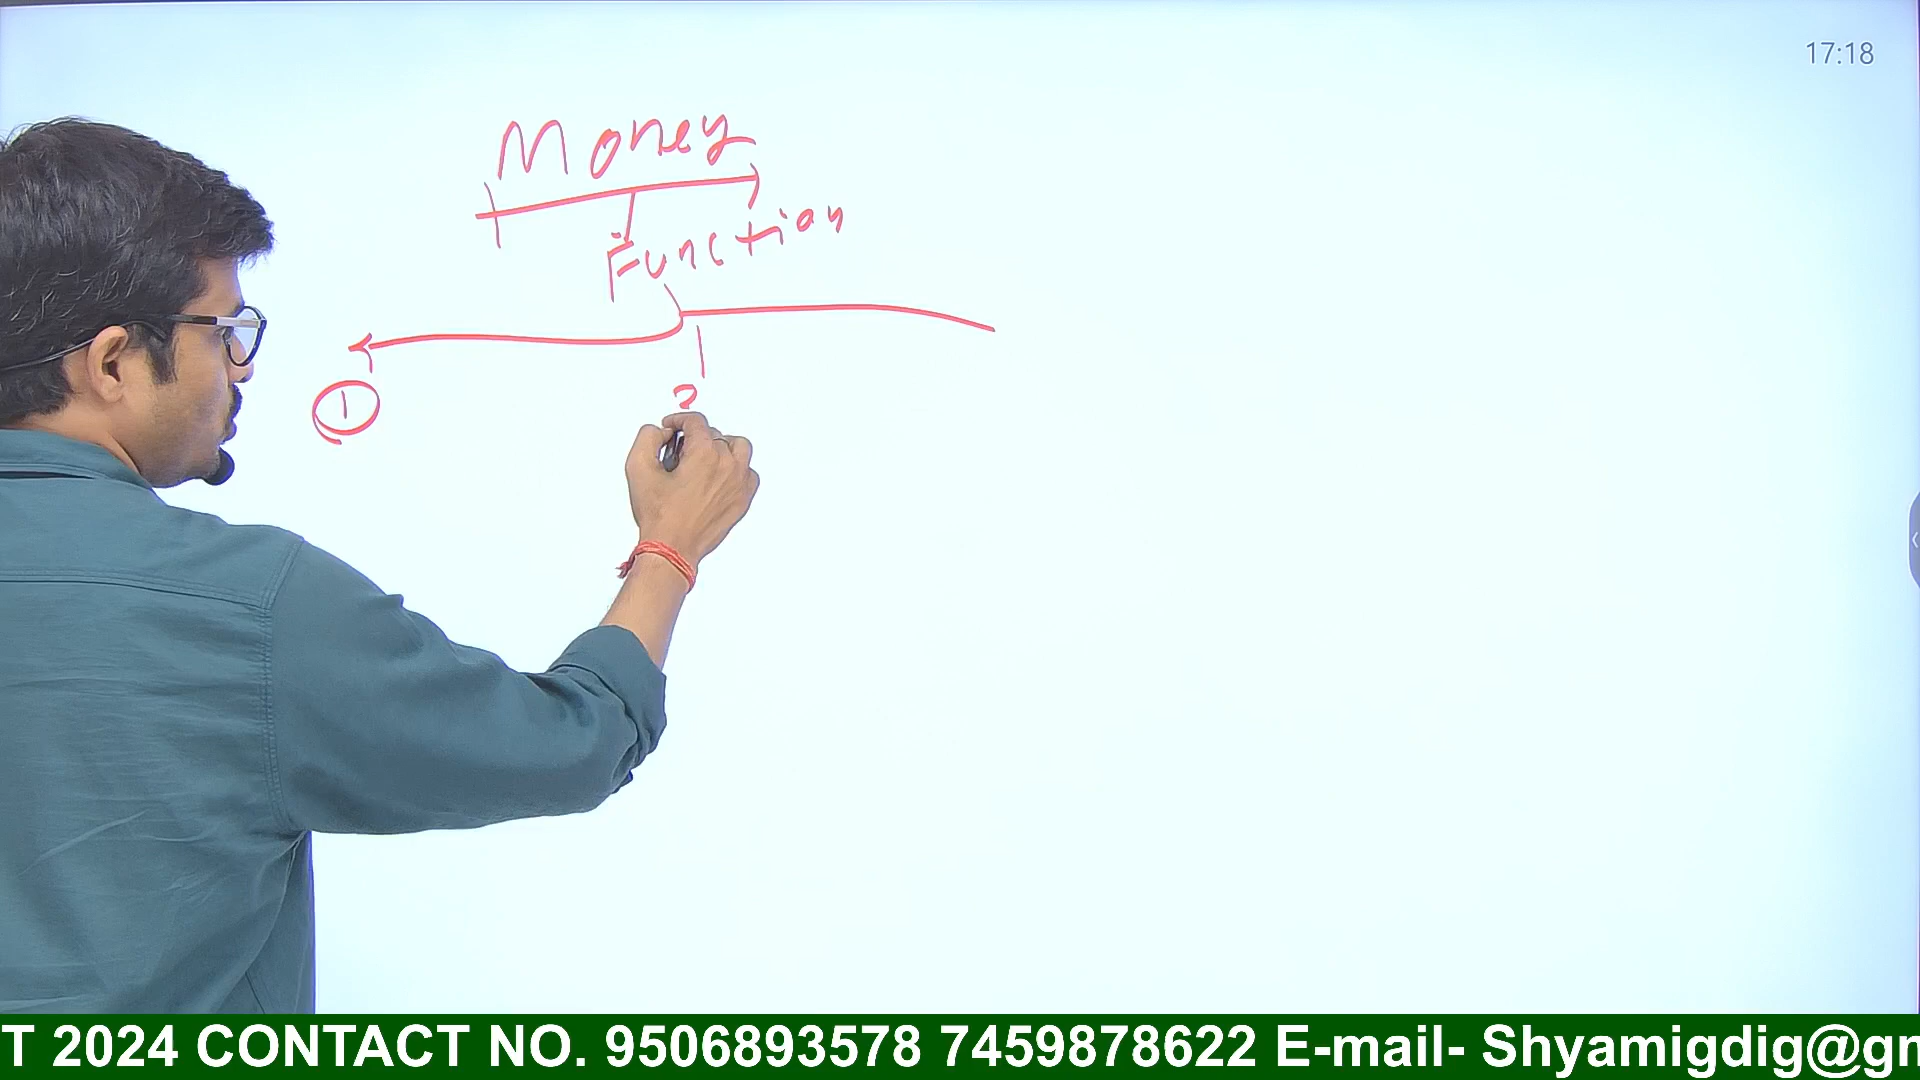 17:18
Money
Function
1
2
T 2024 CONTACT NO. 9506893578 7459878622 E-mail- Shyamigdig@gm